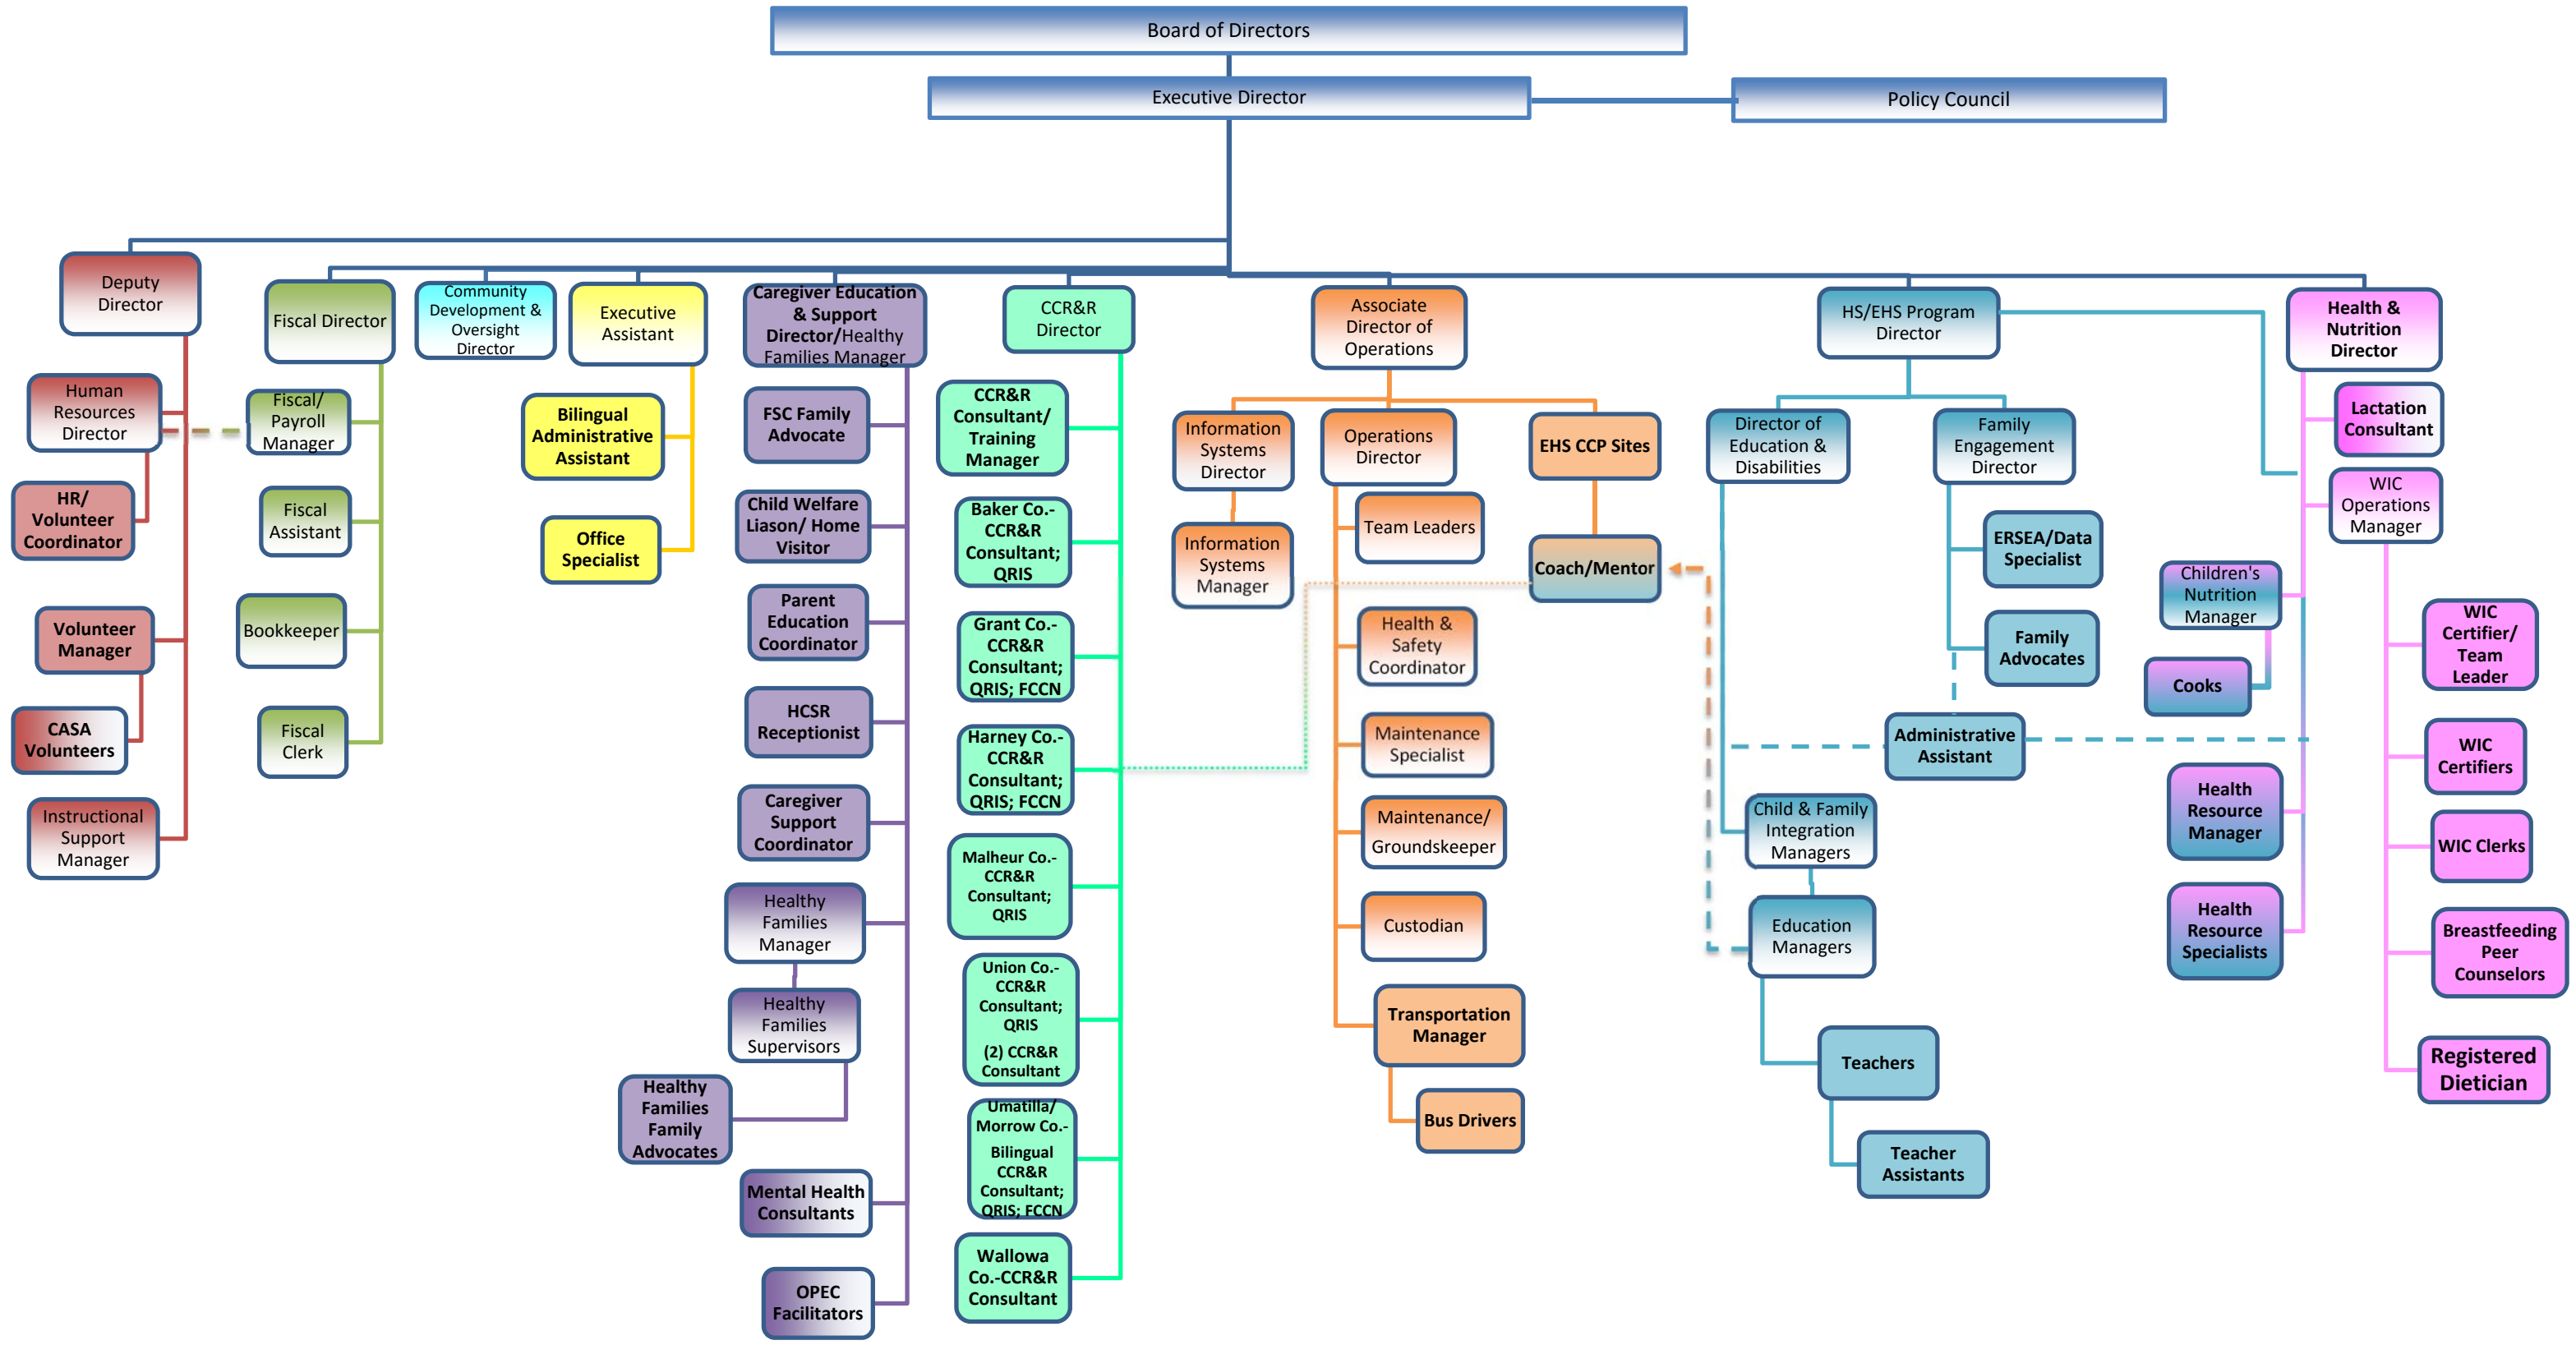 Board of Directors
Executive Director
Policy Council
Deputy
Director
Human
Resources
Director
HR/
Volunteer
Coordinator
Volunteer
Manager
CASA
Volunteers
Instructional
Support
Manager
Fiscal Director
Fiscal/
Payroll
Manager
Fiscal
Assistant
Bookkeeper
Fiscal
Clerk
Community
Development &
Oversight
Director
Executive
Assistant
Bilingual
Administrative
Assistant
Office
Specialist
Caregiver Education
& Support
Director/Healthy
Families Manager
FSC Family
Advocate
Child Welfare
Liason/ Home
Visitor
Parent
Education
Coordinator
HCSR
Receptionist
Caregiver
Support
Coordinator
Healthy
Families
Manager
Healthy
Families
Supervisors
Healthy
Families
Family
Advocates
Mental Health
Consultants
OPEC
Facilitators
CCR&R
Director
CCR&R
Consultant/
Training
Manager
Baker Co.-
CCR&R
Consultant;
QRIS
Grant Co.-
CCR&R
Consultant;
QRIS; FCCN
Harney Co.-
CCR&R
Consultant;
QRIS; FCCN
Malheur Co.-
CCR&R
Consultant;
QRIS
Union Co.-
CCR&R
Consultant;
QRIS
(2) CCR&R
Consultant
Umatilla/
Morrow Co.-
Bilingual
CCR&R
Consultant;
QRIS; FCCN
Wallowa
Co.-CCR&R
Consultant
Associate
Director of
Operations
Information
Systems
Director
Information
Systems
Manager
Operations
Director
Team Leaders
Health &
Safety
Coordinator
Maintenance
Specialist
Maintenance/
Groundskeeper
Custodian
Transportation
Manager
Bus Drivers
EHS CCP Sites
Coach/Mentor
HS/EHS Program
Director
Director of
Education &
Disabilities
Family
Engagement
Director
ERSEA/Data
Specialist
Family
Advocates
Administrative
Assistant
Child & Family
Integration
Managers
Education
Managers
Teachers
Teacher
Assistants
Health &
Nutrition
Director
Lactation
Consultant
WIC
Operations
Manager
Children's
Nutrition
Manager
Cooks
Health
Resource
Manager
Health
Resource
Specialists
WIC
Certifier/
Team
Leader
WIC
Certifiers
WIC Clerks
Breastfeeding
Peer
Counselors
Registered
Dietician